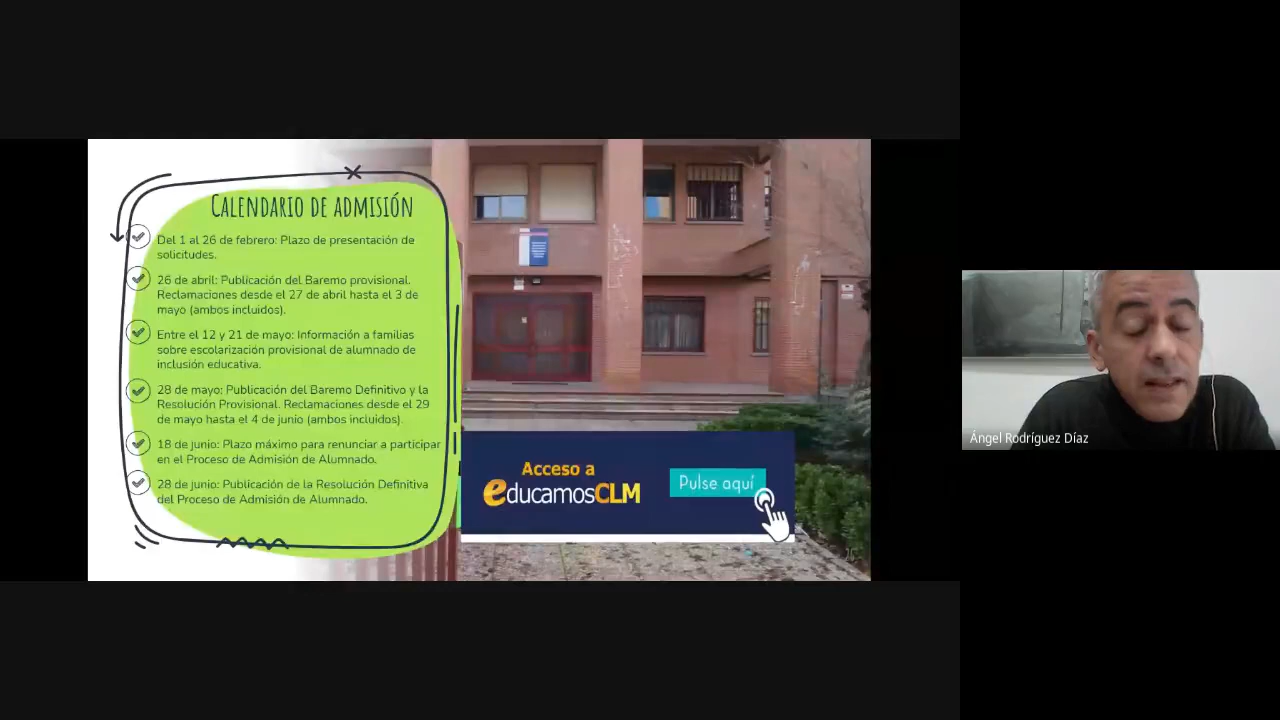 CALENDARIO DE ADMISIÓN
Del 1 al 26 de febrero: Plazo de presentación de
solicitudes.
26 de abril: Publicación del Baremo provisional.
Reclamaciones desde el 27 de abril hasta el 3 de
mayo (ambos incluidos).
Entre el 12 y 21 de mayo: Información a familias
sobre escolarización provisional de alumnado de
inclusión educativa.
28 de mayo: Publicación del Baremo Definitivo y la
Resolución Provisional. Reclamaciones desde el 29
de mayo hasta el 4 de junio (ambos incluidos).
18 de junio: Plazo máximo para renunciar a participar
en el Proceso de Admisión de Alumnado.
28 de junio: Publicación de la Resolución Definitiva
del Proceso de Admisión de Alumnado.
Acceso a
educamosCLM
Pulse aquí
Ángel Rodríguez Díaz